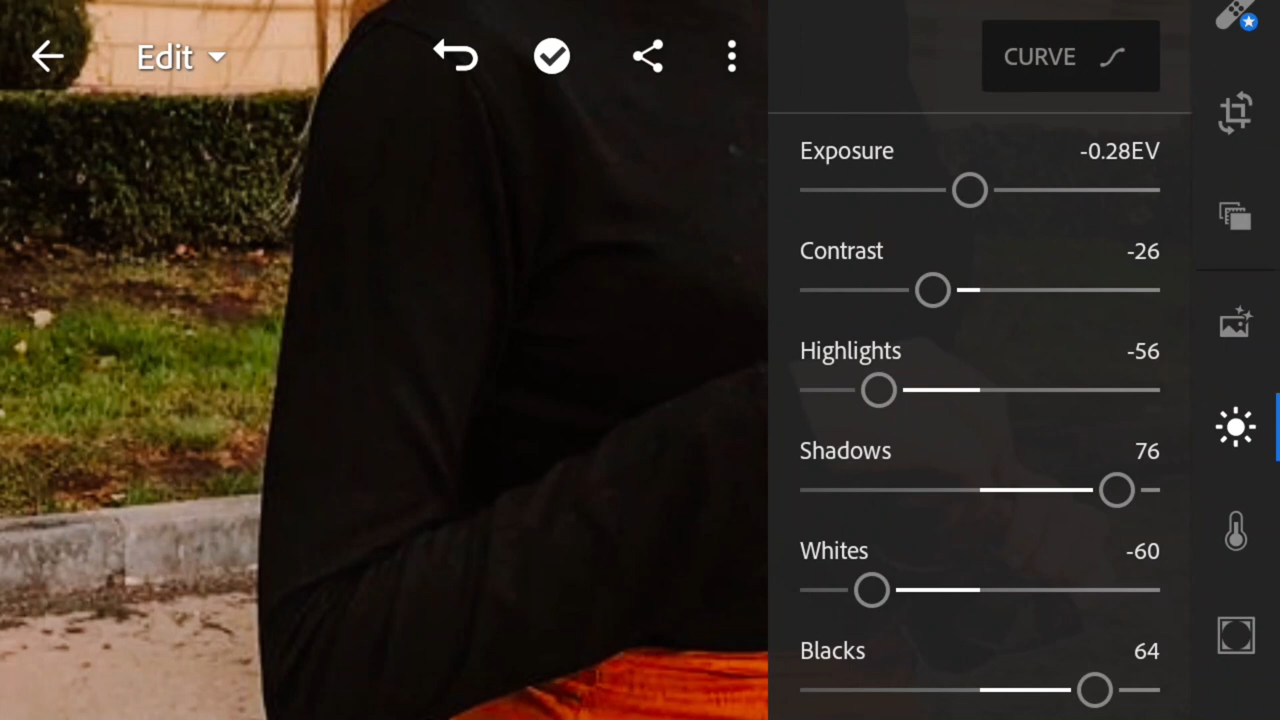 Edit
CURVE
Exposure -0.28EV
Contrast -26
Highlights -56
Shadows 76
Whites -60
Blacks 64